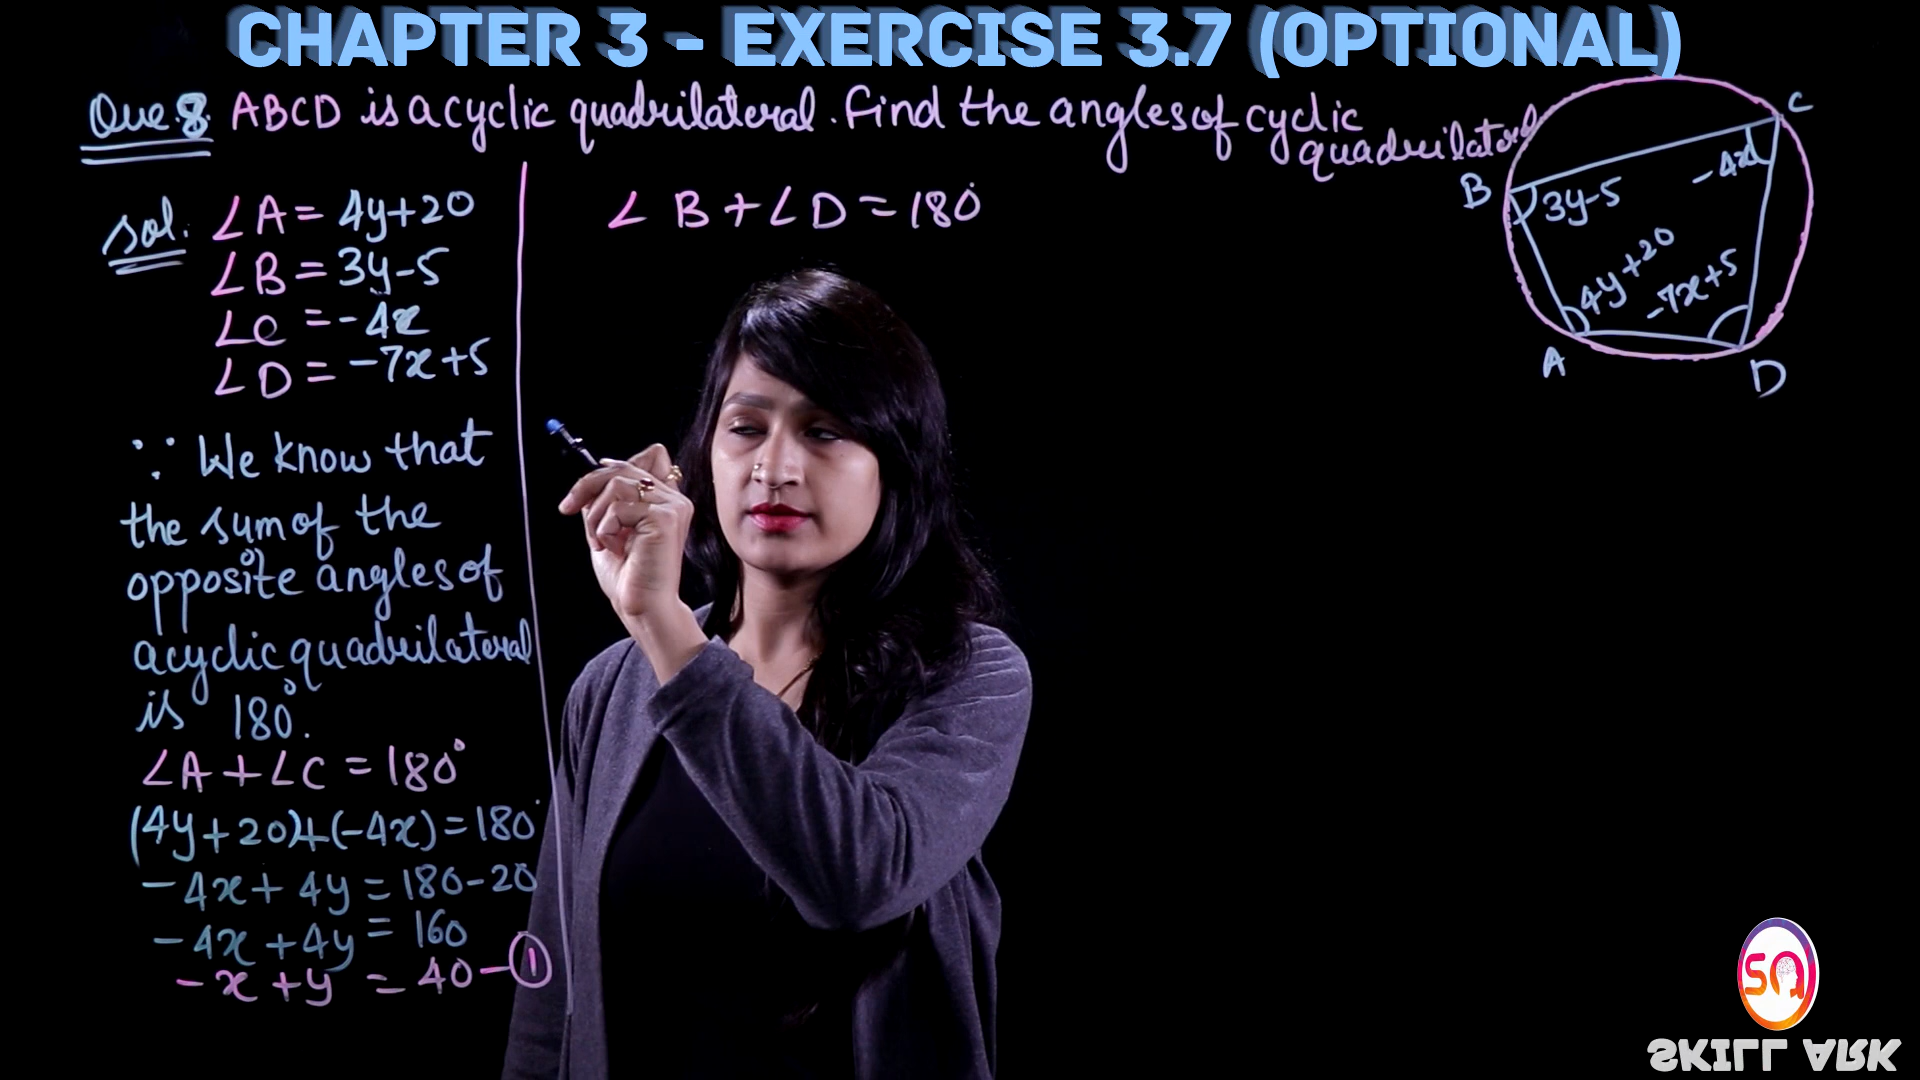 CHAPTER 3 - EXERCISE 3.7 (OPTIONAL)
Que.8. ABCD is a cyclic quadrilateral. Find the angles of cyclic quadrilateral
sol.
∠A = 4y+20
∠B = 3y-5
∠C = -4x
∠D = -7x+5
∵ We know that
the sum of the
opposite angles of
a cyclic quadrilateral
is 180°.
∠A + ∠C = 180°
(4y+20)+(-4x) = 180°
-4x + 4y = 180-20
-4x + 4y = 160
-x + y = 40 - ①
∠B + ∠D = 180°
C
-4x
B
3y-5
4y+20
-7x+5
A
D
SA
SKILL ARK